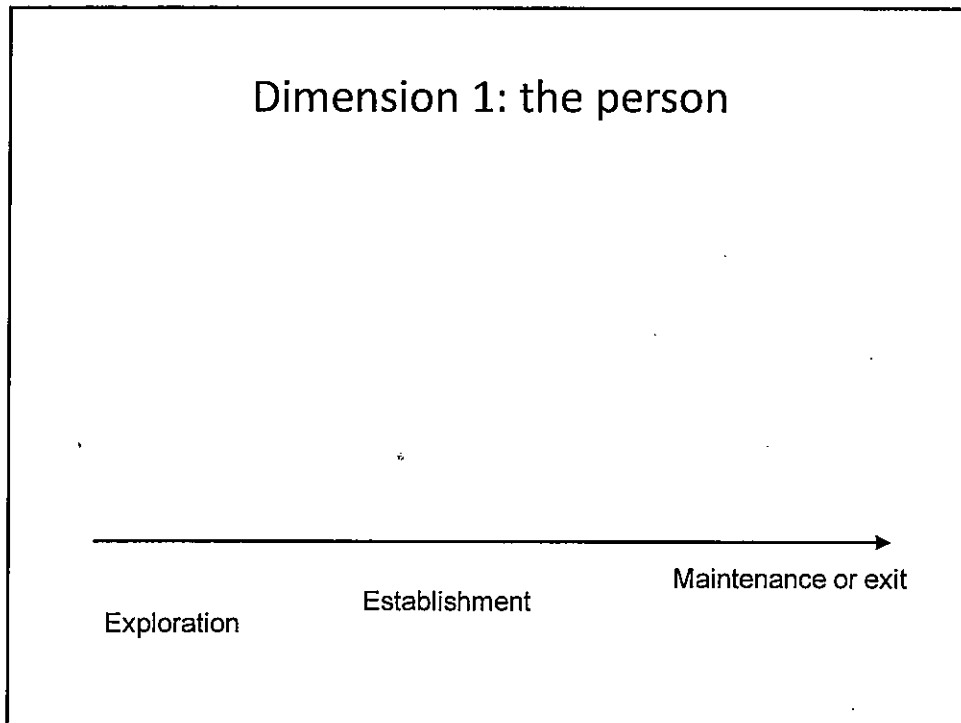 Dimension 1: the person
Maintenance or exit
Establishment
Exploration